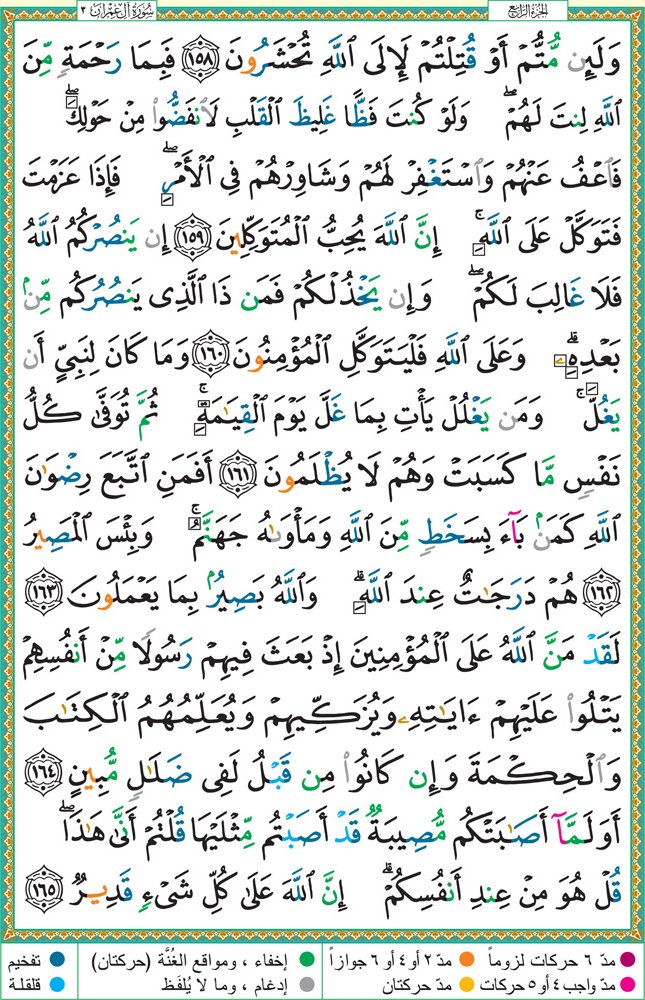 الجزء الرابع
سورة آل عمران ٣
وَلَئِن مُّتُّمْ أَوْ قُتِلْتُمْ لَإِلَى ٱللَّهِ تُحْشَرُونَ ١٥٨ فَبِمَا رَحْمَةٍ مِّنَ
ٱللَّهِ لِنتَ لَهُمْ ۖ وَلَوْ كُنتَ فَظًّا غَلِيظَ ٱلْقَلْبِ لَٱنفَضُّوا۟ مِنْ حَوْلِكَ ۖ
فَٱعْفُ عَنْهُمْ وَٱسْتَغْفِرْ لَهُمْ وَشَاوِرْهُمْ فِى ٱلْأَمْرِ ۖ فَإِذَا عَزَمْتَ
فَتَوَكَّلْ عَلَى ٱللَّهِ ۚ إِنَّ ٱللَّهَ يُحِبُّ ٱلْمُتَوَكِّلِينَ ١٥٩ إِن يَنصُرْكُمُ ٱللَّهُ
فَلَا غَالِبَ لَكُمْ ۖ وَإِن يَخْذُلْكُمْ فَمَن ذَا ٱلَّذِى يَنصُرُكُم مِّنۢ
بَعْدِهِۦ ۗ وَعَلَى ٱللَّهِ فَلْيَتَوَكَّلِ ٱلْمُؤْمِنُونَ ١٦٠ وَمَا كَانَ لِنَبِىٍّ أَن
يَغُلَّ ۚ وَمَن يَغْلُلْ يَأْتِ بِمَا غَلَّ يَوْمَ ٱلْقِيَـٰمَةِ ۚ ثُمَّ تُوَفَّىٰ كُلُّ
نَفْسٍ مَّا كَسَبَتْ وَهُمْ لَا يُظْلَمُونَ ١٦١ أَفَمَنِ ٱتَّبَعَ رِضْوَٰنَ
ٱللَّهِ كَمَنۢ بَآءَ بِسَخَطٍ مِّنَ ٱللَّهِ وَمَأْوَىٰهُ جَهَنَّمُ ۚ وَبِئْسَ ٱلْمَصِيرُ
١٦٢ هُمْ دَرَجَـٰتٌ عِندَ ٱللَّهِ ۗ وَٱللَّهُ بَصِيرٌۢ بِمَا يَعْمَلُونَ ١٦٣
لَقَدْ مَنَّ ٱللَّهُ عَلَى ٱلْمُؤْمِنِينَ إِذْ بَعَثَ فِيهِمْ رَسُولًا مِّنْ أَنفُسِهِمْ
يَتْلُوا۟ عَلَيْهِمْ ءَايَـٰتِهِۦ وَيُزَكِّيهِمْ وَيُعَلِّمُهُمُ ٱلْكِتَـٰبَ
وَٱلْحِكْمَةَ وَإِن كَانُوا۟ مِن قَبْلُ لَفِى ضَلَـٰلٍ مُّبِينٍ ١٦٤
أَوَلَمَّآ أَصَـٰبَتْكُم مُّصِيبَةٌ قَدْ أَصَبْتُم مِّثْلَيْهَا قُلْتُمْ أَنَّىٰ هَـٰذَا ۖ
قُلْ هُوَ مِنْ عِندِ أَنفُسِكُمْ ۗ إِنَّ ٱللَّهَ عَلَىٰ كُلِّ شَىْءٍ قَدِيرٌ ١٦٥
مدّ ٦ حركات لزوماً
مدّ ٢ أو ٤ أو ٦ جوازاً
إخفاء ، ومواقع الغُنَّة (حركتان)
تفخيم
مدّ واجب ٤ أو ٥ حركات
مدّ حركتان
إدغام ، وما لا يُلفَظ
قلقلة